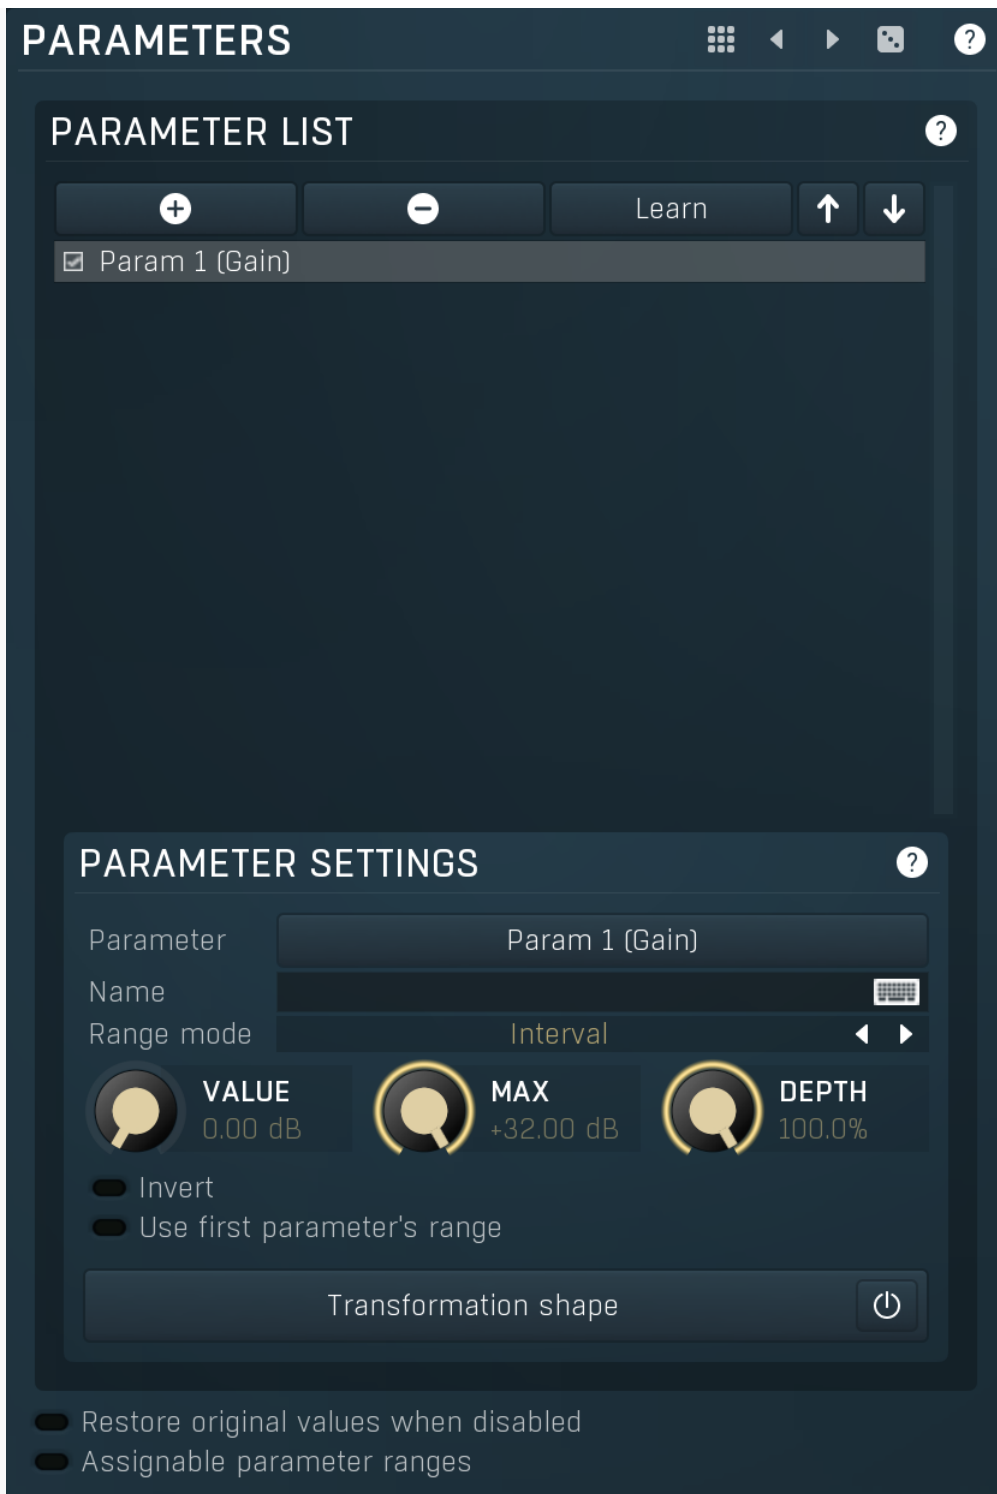 PARAMETERS ?
PARAMETER LIST ?
Learn
Param 1 (Gain)
PARAMETER SETTINGS ?
Parameter Param 1 (Gain)
Name
Range mode Interval
VALUE MAX DEPTH
0.00 dB +32.00 dB 100.0%
Invert
Use first parameter's range
Transformation shape
Restore original values when disabled
Assignable parameter ranges